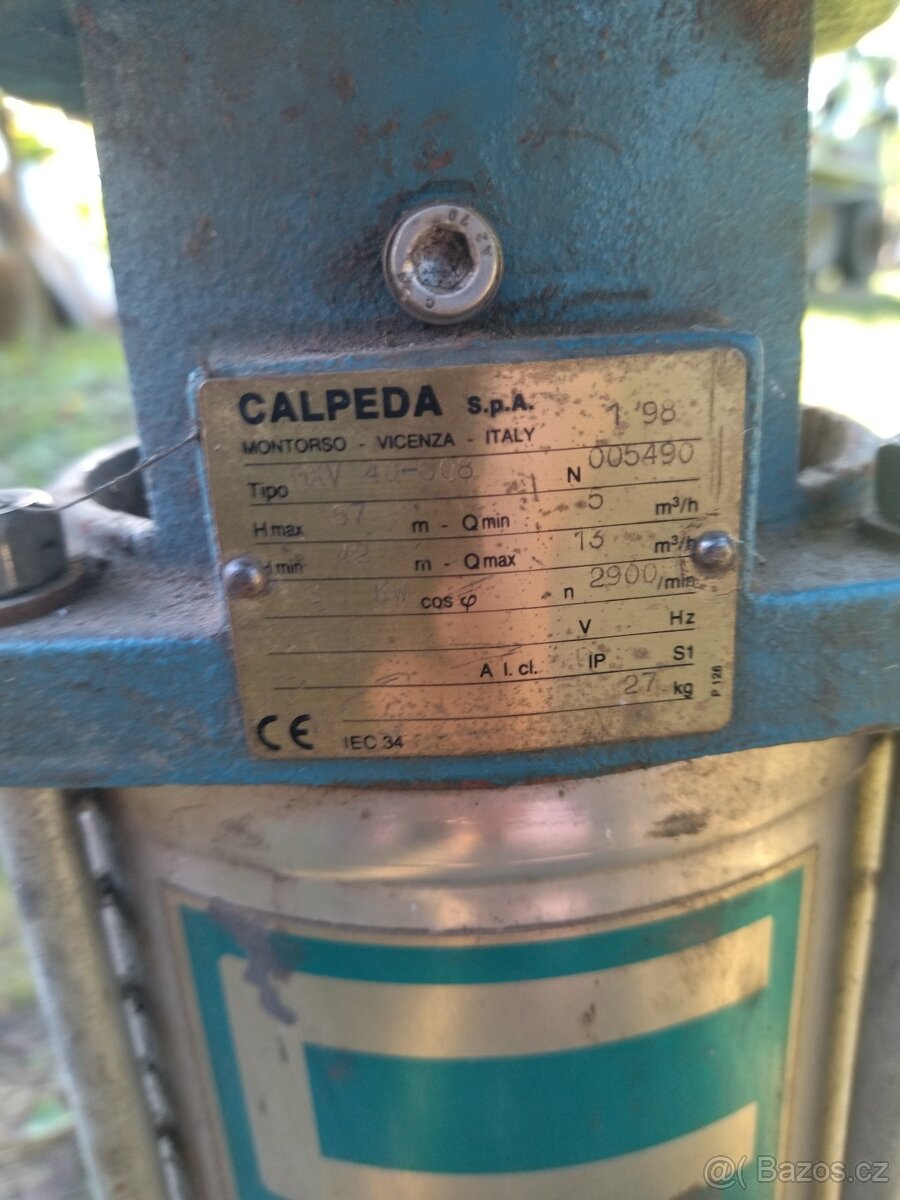 CALPEDA S.p.A. 1 '98
MONTORSO - VICENZA - ITALY
Tipo N 005490
H max m - Q min 5 m³/h
m - Q max 13 m³/h
KW cos φ n 2900 /min
V Hz
A I. cl. IP S1
27 kg
CE IEC 34
P 126
Bazos.cz